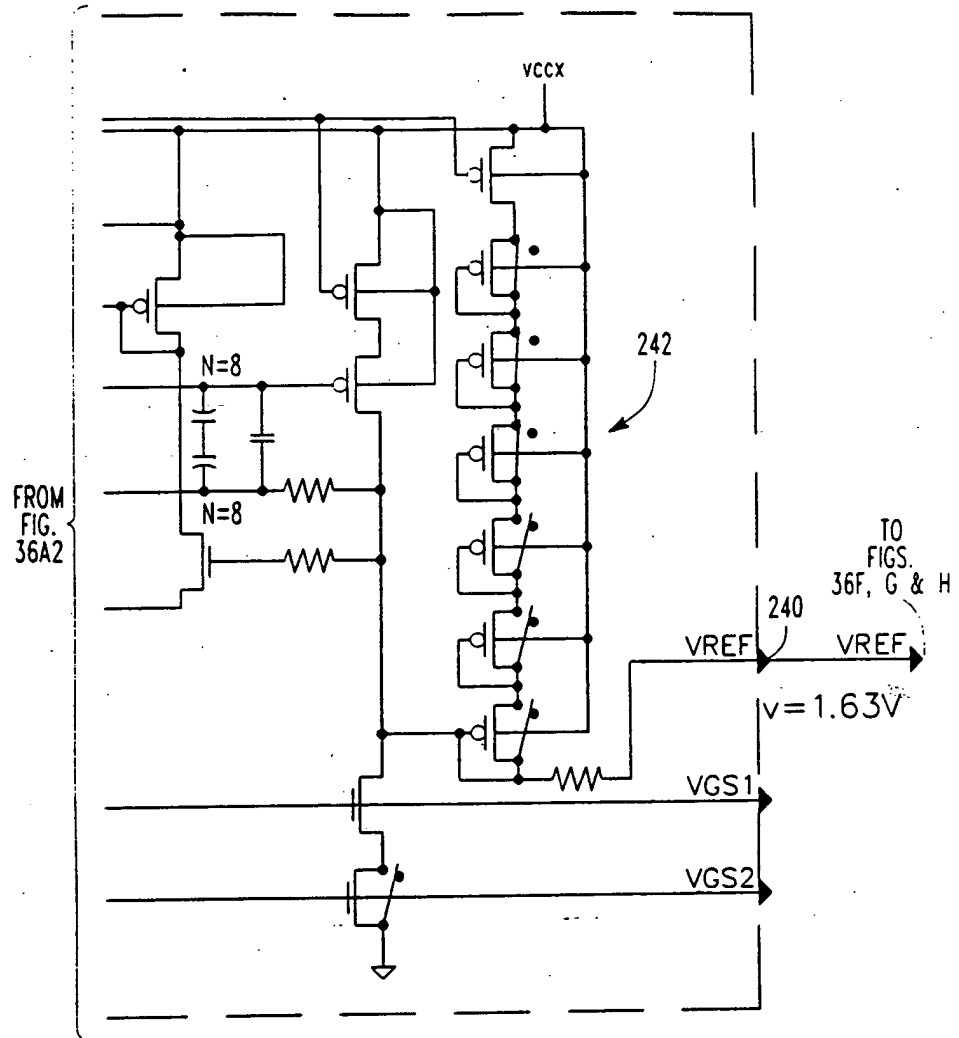 VCCX
242
N=8
N=8
FROM
FIG.
36A2
TO
FIGS.
36F, G & H
240
VREF
VREF
v=1.63V
VGS1
VGS2